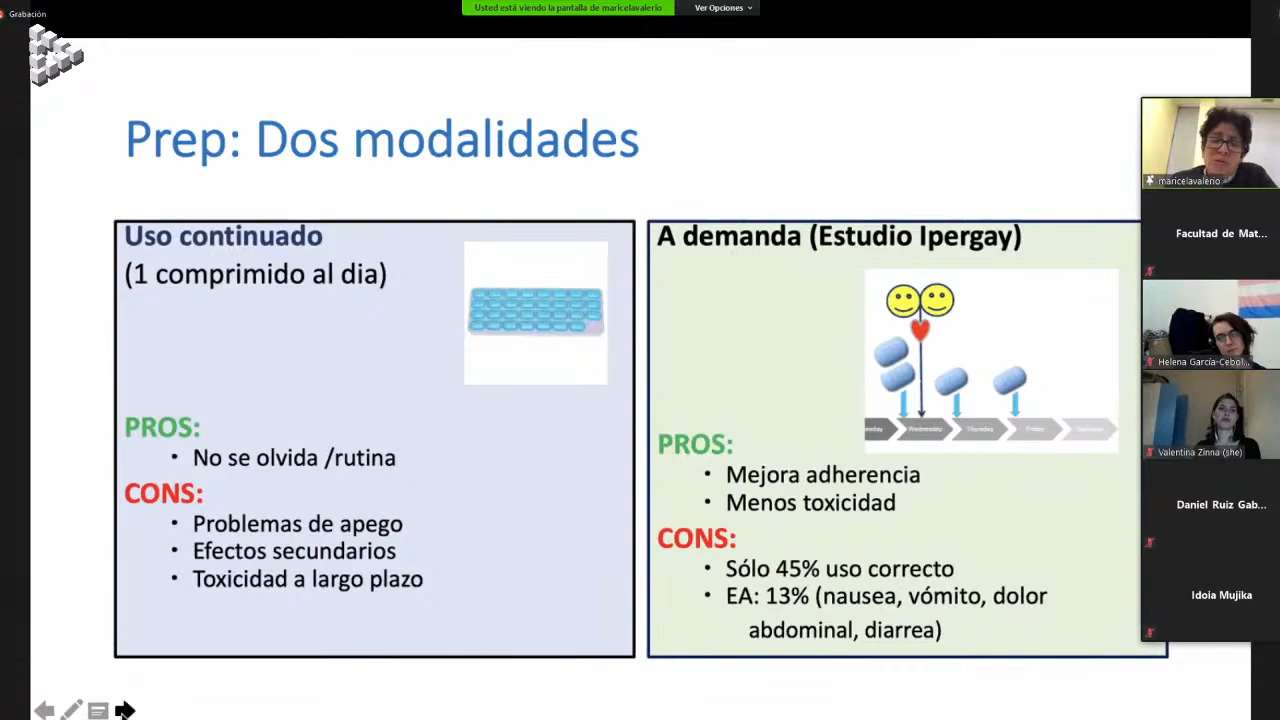 Grabación
Usted está viendo la pantalla de maricelavalerio
Ver Opciones
Prep: Dos modalidades
Uso continuado
(1 comprimido al dia)
PROS:
• No se olvida /rutina
CONS:
• Problemas de apego
• Efectos secundarios
• Toxicidad a largo plazo
A demanda (Estudio Ipergay)
Wednesday
Thursday
Friday
PROS:
• Mejora adherencia
• Menos toxicidad
CONS:
• Sólo 45% uso correcto
• EA: 13% (nausea, vómito, dolor
abdominal, diarrea)
maricelavalerio
Facultad de Mat...
Helena García-Cebol...
Valentina Zinna (she)
Daniel Ruiz Gab...
Idoia Mujika